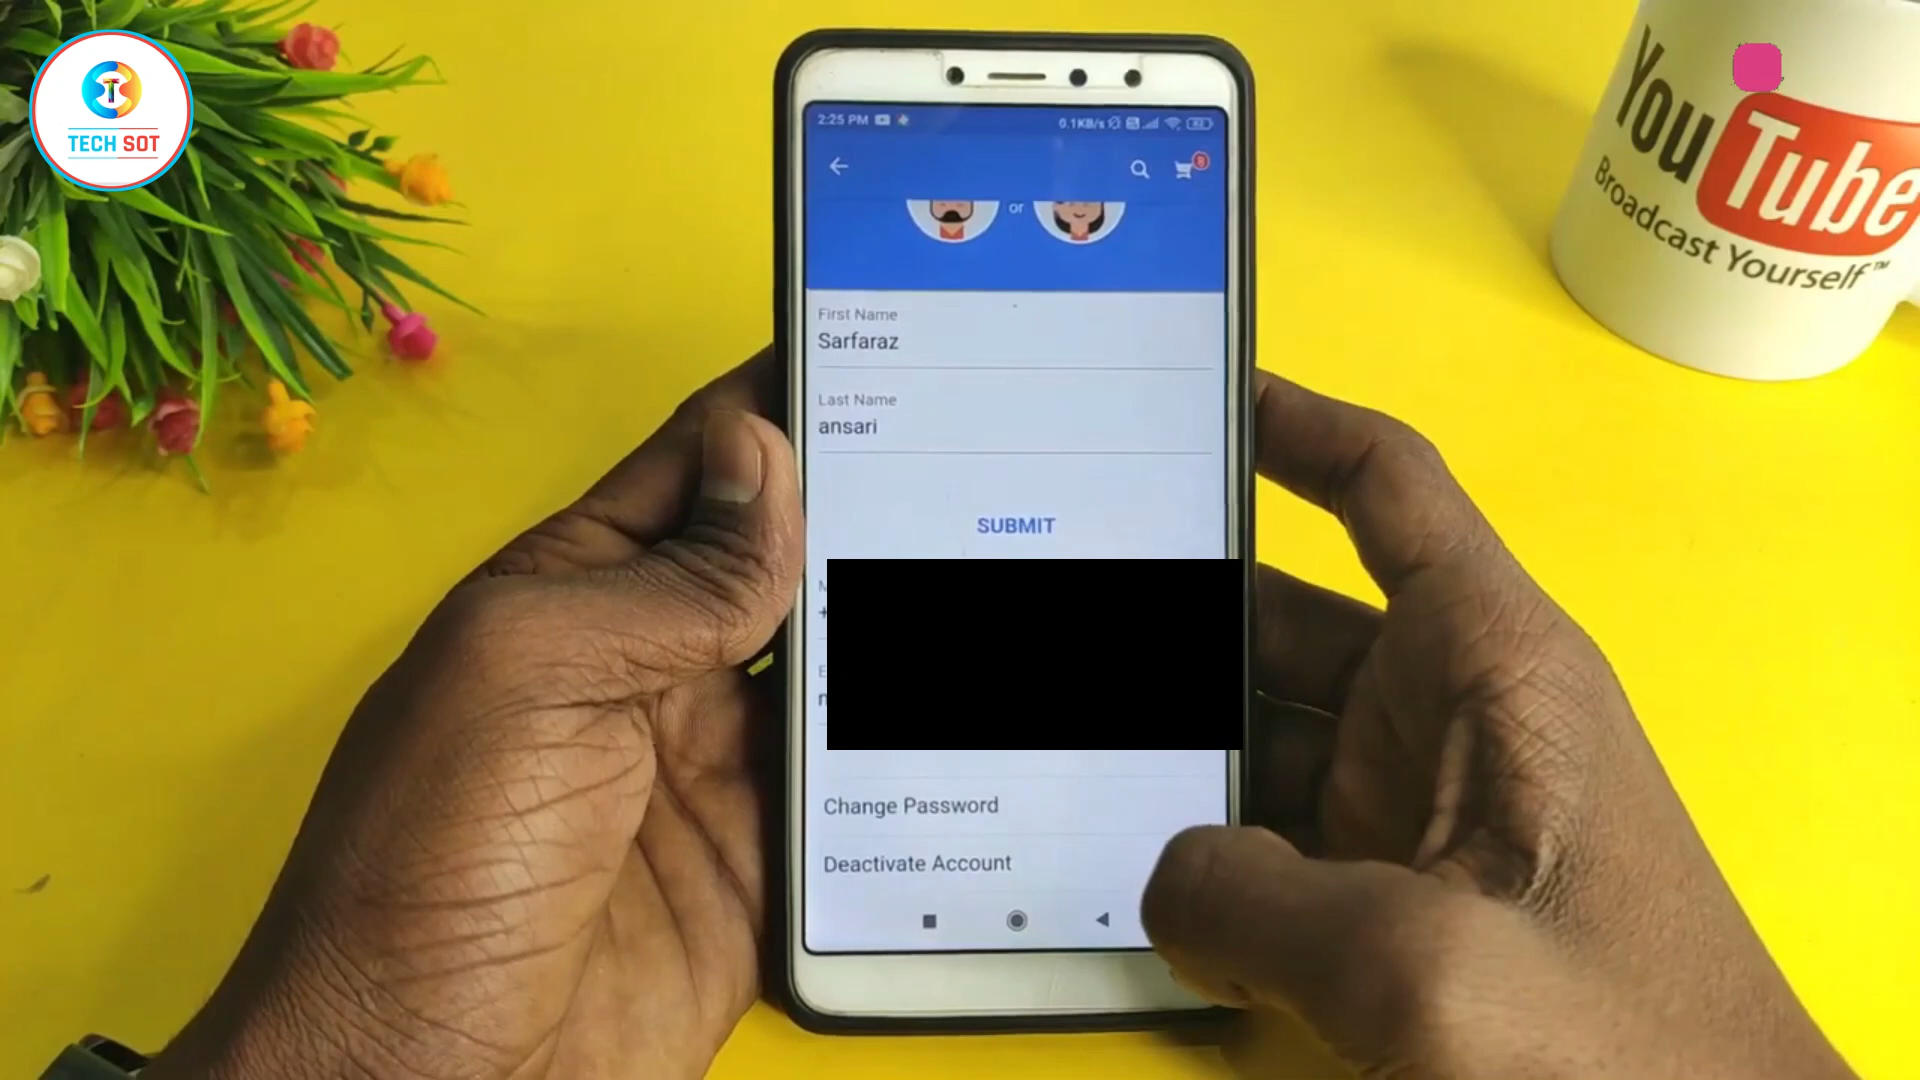 T
TECH SOT
You
Tube
Broadcast Yourself™
2:25 PM
0.1KB/s
8
or
First Name
Sarfaraz
Last Name
ansari
SUBMIT
M
+
E
Change Password
Deactivate Account